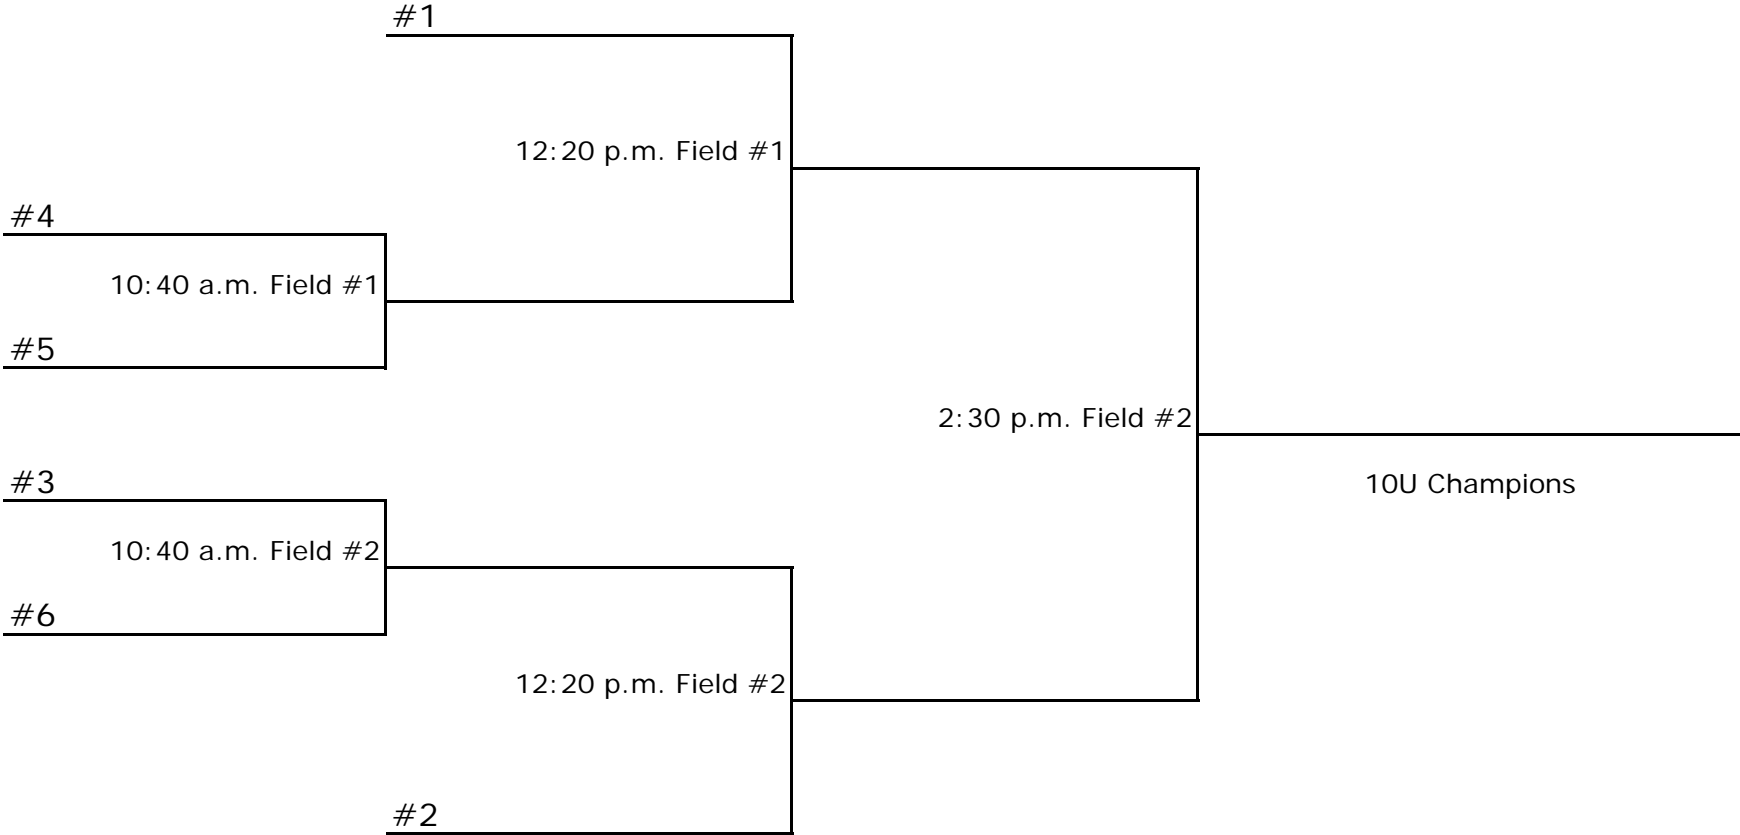 #1
12:20 p.m. Field #1
#4
10:40 a.m. Field #1
#5
2:30 p.m. Field #2
#3
10U Champions
10:40 a.m. Field #2
#6
12:20 p.m. Field #2
#2